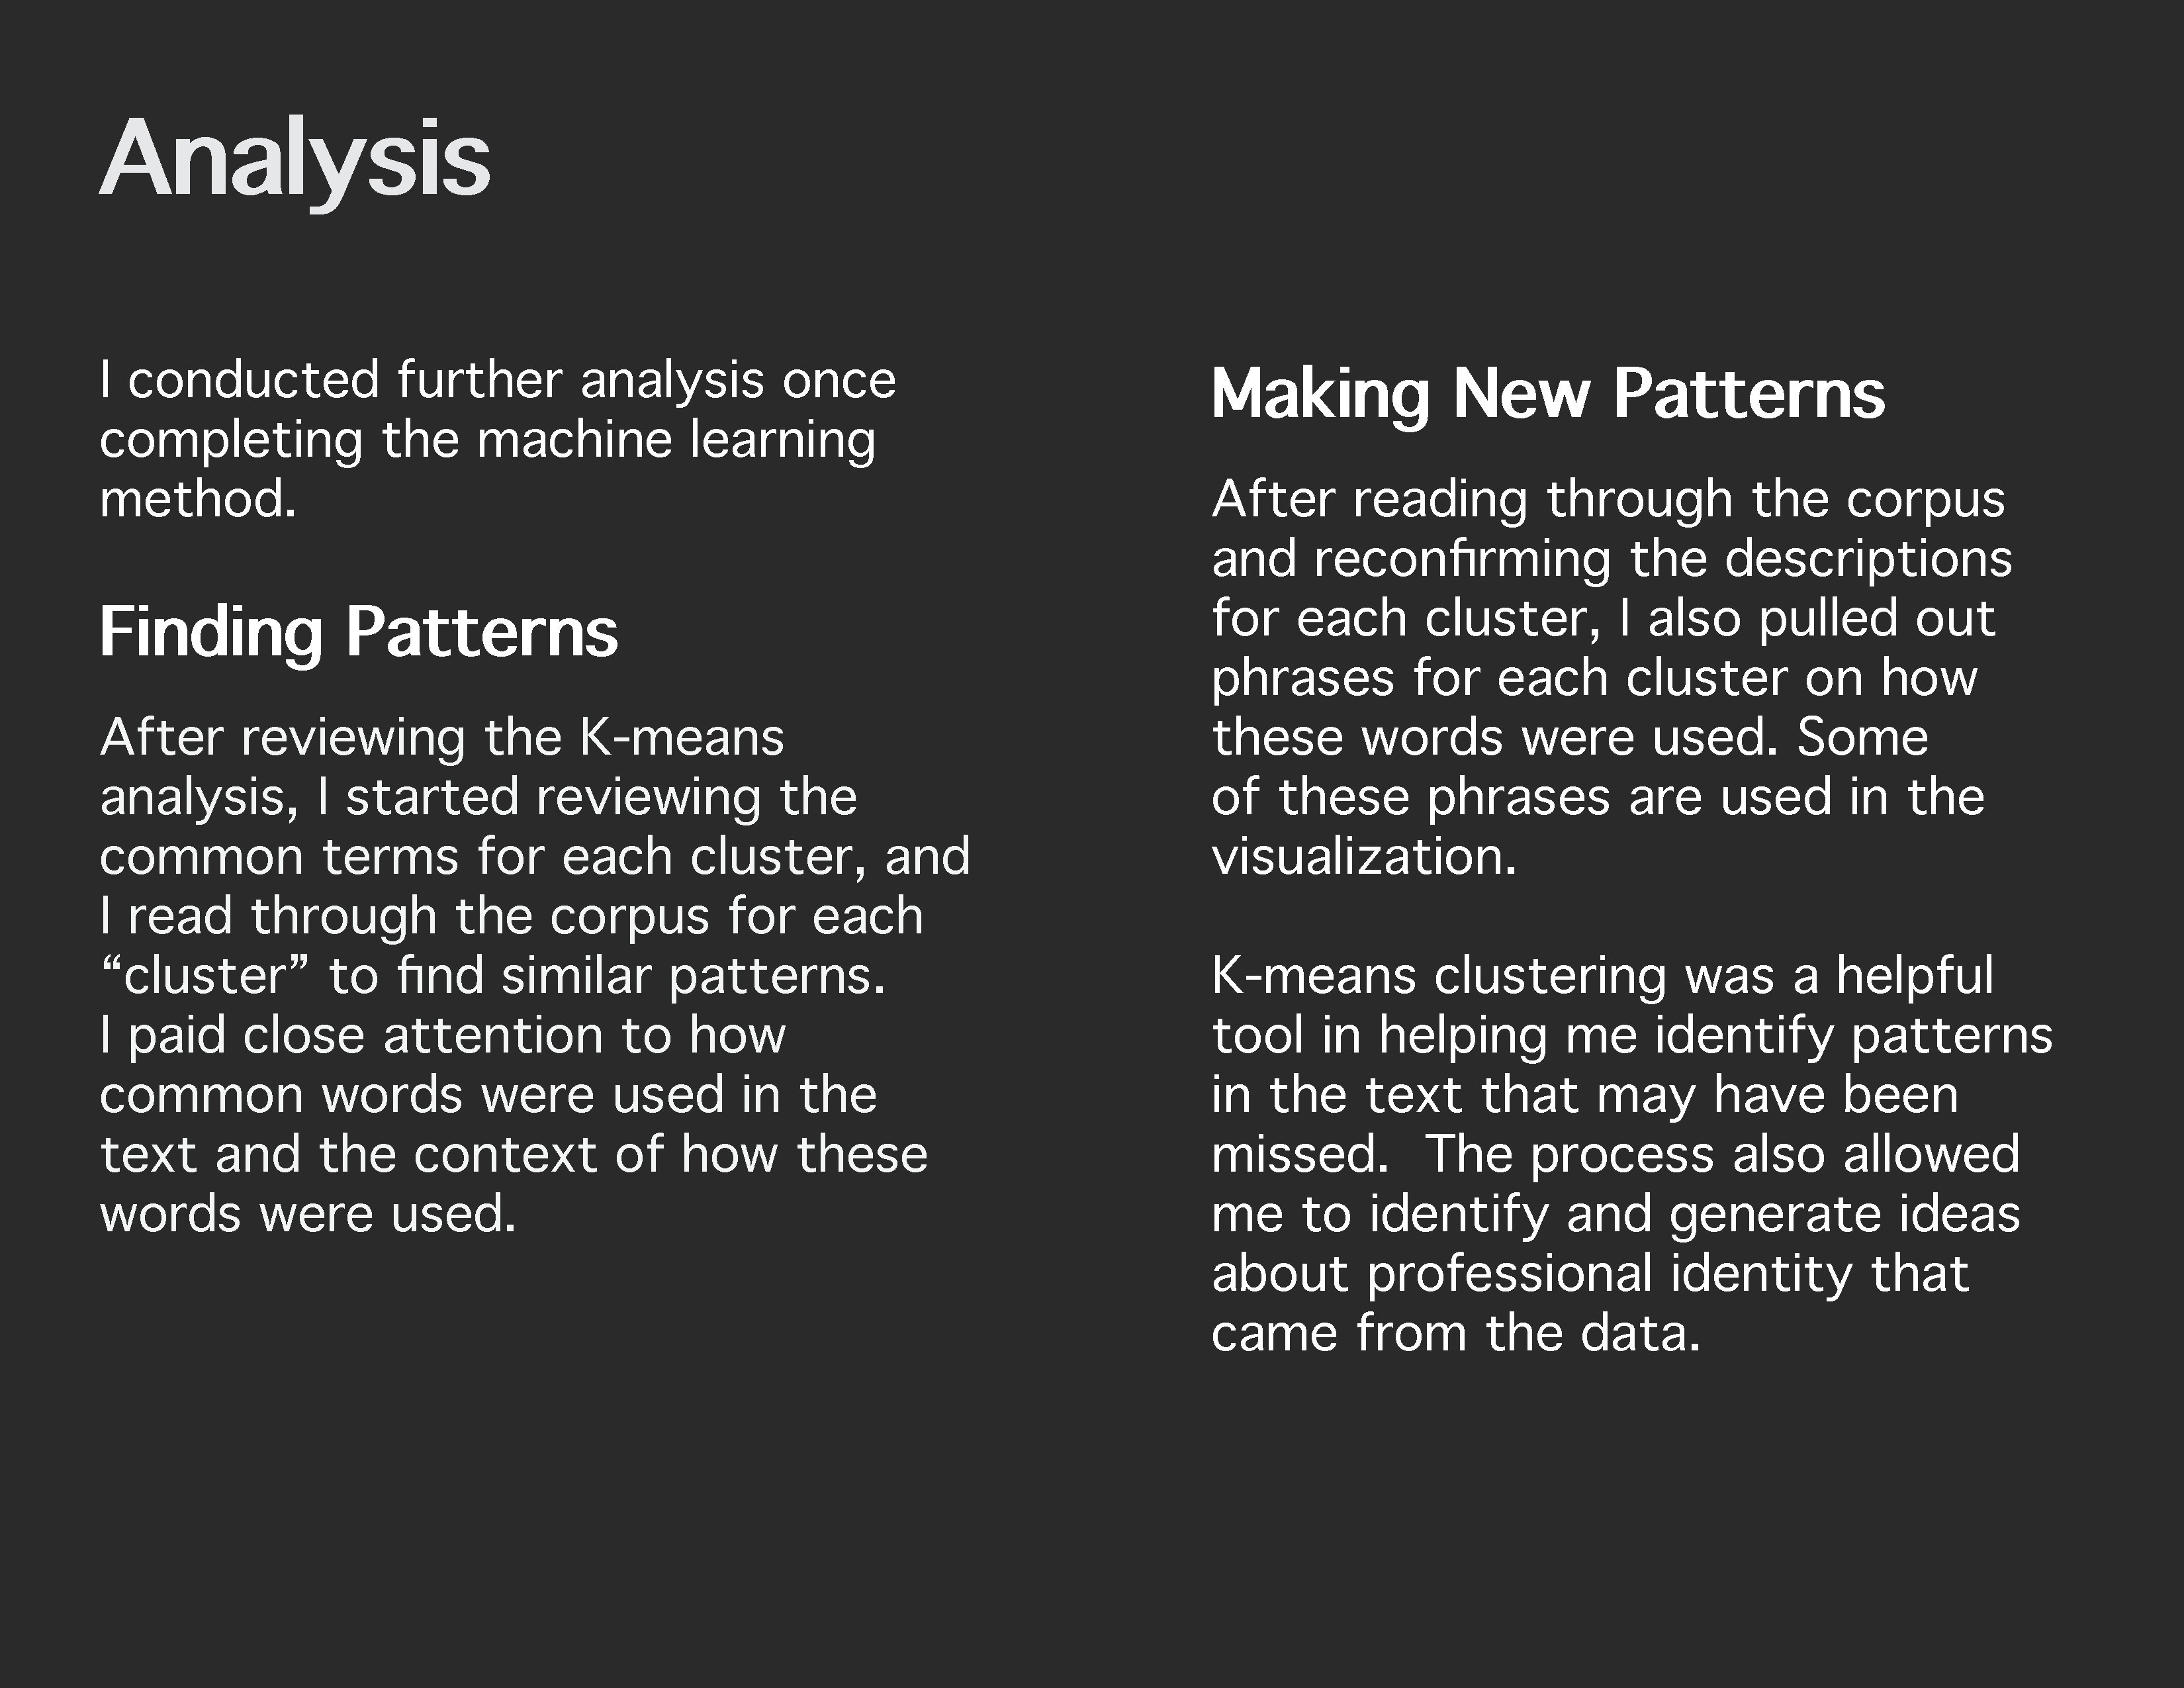 Analysis
I conducted further analysis once
completing the machine learning
method.
Finding Patterns
After reviewing the K-means
analysis, I started reviewing the
common terms for each cluster, and
I read through the corpus for each
“cluster” to find similar patterns.
I paid close attention to how
common words were used in the
text and the context of how these
words were used.
Making New Patterns
After reading through the corpus
and reconfirming the descriptions
for each cluster, I also pulled out
phrases for each cluster on how
these words were used. Some
of these phrases are used in the
visualization.
K-means clustering was a helpful
tool in helping me identify patterns
in the text that may have been
missed. The process also allowed
me to identify and generate ideas
about professional identity that
came from the data.